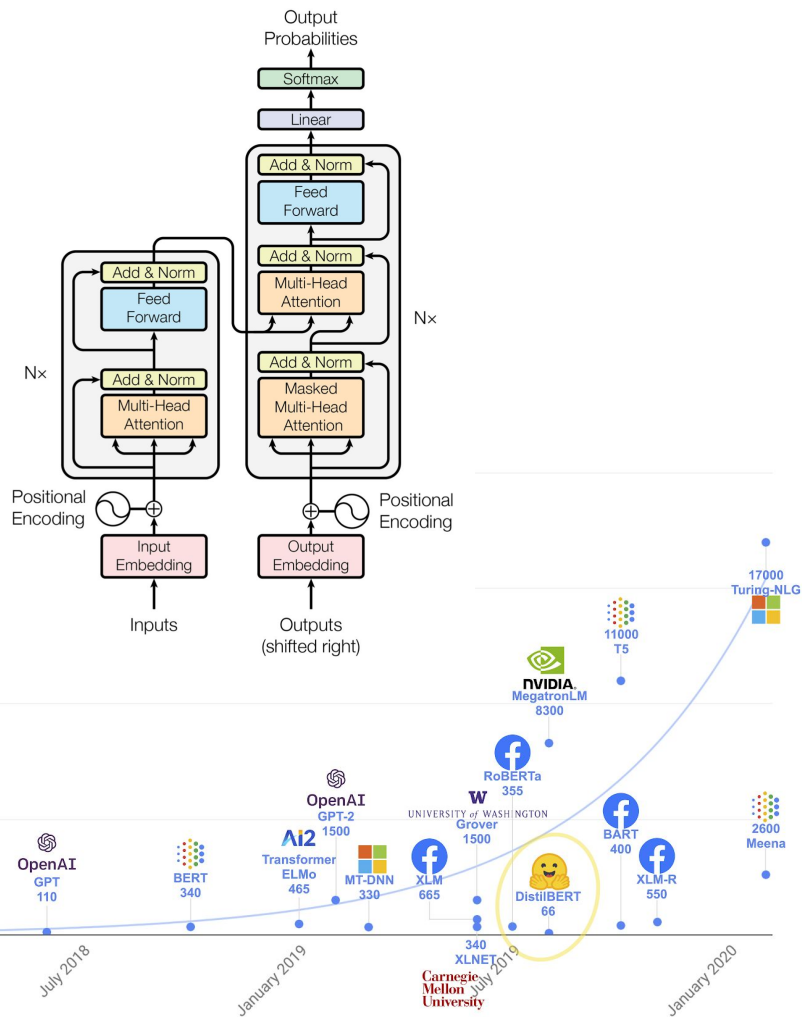 Output
Probabilities
Softmax
Linear
Add & Norm
Feed
Forward
Add & Norm
Multi-Head
Attention
Add & Norm
Masked
Multi-Head
Attention
Nx
Add & Norm
Feed
Forward
Add & Norm
Multi-Head
Attention
Nx
Positional
Encoding
Positional
Encoding
Input
Embedding
Output
Embedding
Inputs
Outputs
(shifted right)
OpenAI
GPT
110
BERT
340
AI2
Transformer
ELMo
465
OpenAI
GPT-2
1500
MT-DNN
330
XLM
665
W
UNIVERSITY of WASHINGTON
Grover
1500
340
XLNET
Carnegie
Mellon
University
RoBERTa
355
NVIDIA.
MegatronLM
8300
DistilBERT
66
11000
T5
BART
400
XLM-R
550
17000
Turing-NLG
2600
Meena
July 2018
January 2019
July 2019
January 2020